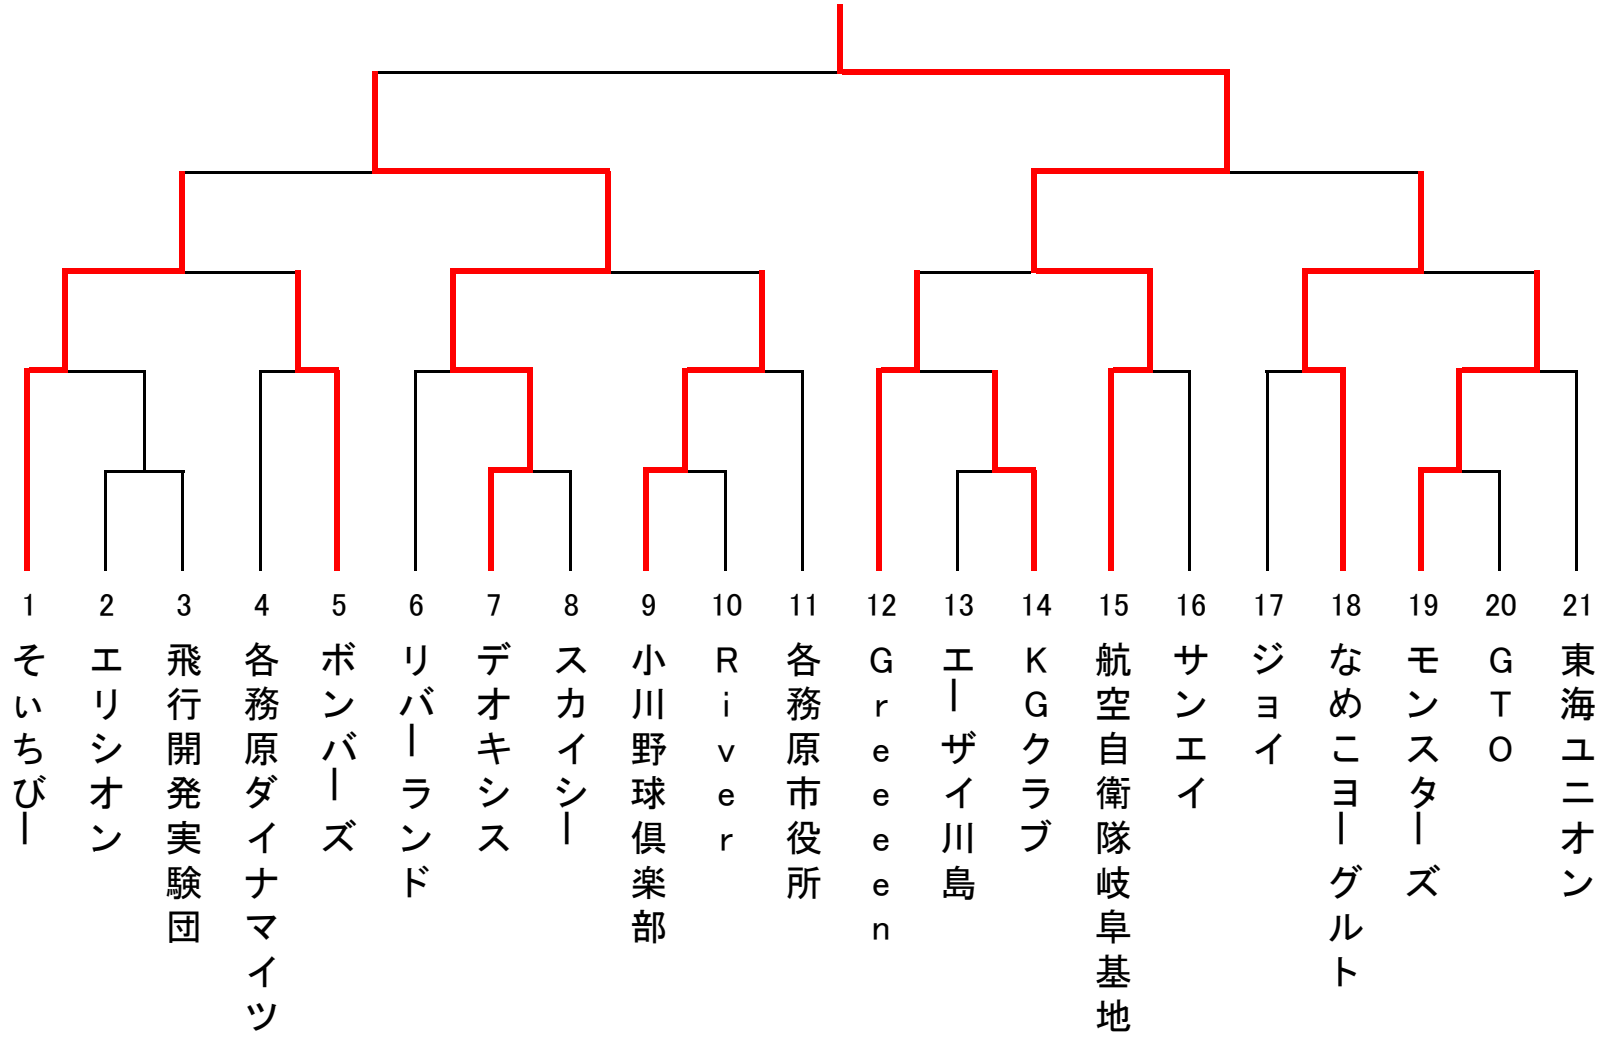 1 そいちびー
2 エリシオン
3 飛行開発実験団
4 各務原ダイナマイツ
5 ボンバーズ
6 リバーランド
7 デオキシス
8 スカイシー
9 小川野球倶楽部
10 River
11 各務原市役所
12 Greeeen
13 エーザイ川島
14 KGクラブ
15 航空自衛隊岐阜基地
16 サンエイ
17 ジョイ
18 なめこヨーグルト
19 モンスターズ
20 GTO
21 東海ユニオン